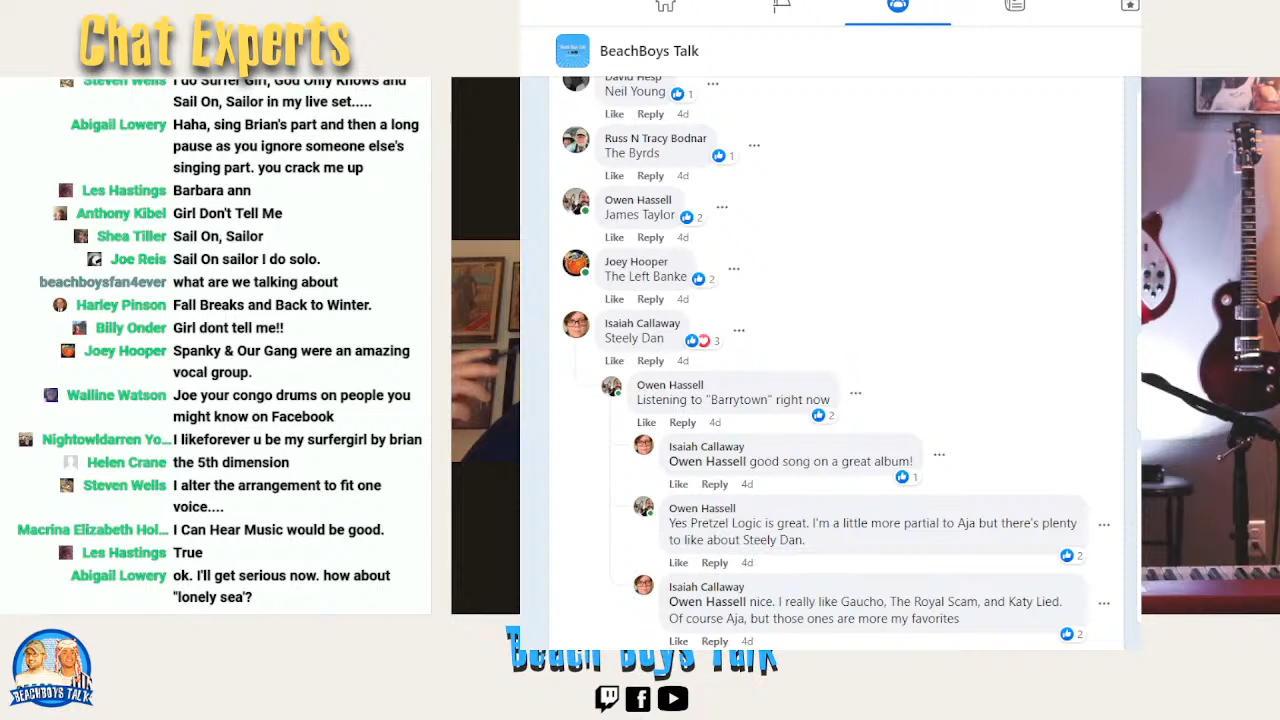 Chat Experts
Steven Wells I do Surfer Girl, God Only Knows and
Sail On, Sailor in my live set.....
Abigail Lowery Haha, sing Brian's part and then a long
pause as you ignore someone else's
singing part. you crack me up
Les Hastings Barbara ann
Anthony Kibel Girl Don't Tell Me
Shea Tiller Sail On, Sailor
Joe Reis Sail On sailor I do solo.
beachboysfan4ever what are we talking about
Harley Pinson Fall Breaks and Back to Winter.
Billy Onder Girl dont tell me!!
Joey Hooper Spanky & Our Gang were an amazing
vocal group.
Walline Watson Joe your congo drums on people you
might know on Facebook
Nightowldarren Yo... I likeforever u be my surfergirl by brian
Helen Crane the 5th dimension
Steven Wells I alter the arrangement to fit one
voice....
Macrina Elizabeth Hol... I Can Hear Music would be good.
Les Hastings True
Abigail Lowery ok. I'll get serious now. how about
"lonely sea'?
BeachBoys Talk
David Hesp
Neil Young 1
Like Reply 4d
Russ N Tracy Bodnar
The Byrds 1
Like Reply 4d
Owen Hassell
James Taylor 2
Like Reply 4d
Joey Hooper
The Left Banke 2
Like Reply 4d
Isaiah Callaway
Steely Dan 3
Like Reply 4d
Owen Hassell
Listening to "Barrytown" right now
2
Like Reply 4d
Isaiah Callaway
Owen Hassell good song on a great album!
1
Like Reply 4d
Owen Hassell
Yes Pretzel Logic is great. I'm a little more partial to Aja but there's plenty
to like about Steely Dan.
2
Like Reply 4d
Isaiah Callaway
Owen Hassell nice. I really like Gaucho, The Royal Scam, and Katy Lied.
Of course Aja, but those ones are more my favorites
2
Like Reply 4d
Beach Boys Talk
BEACHBOYS TALK